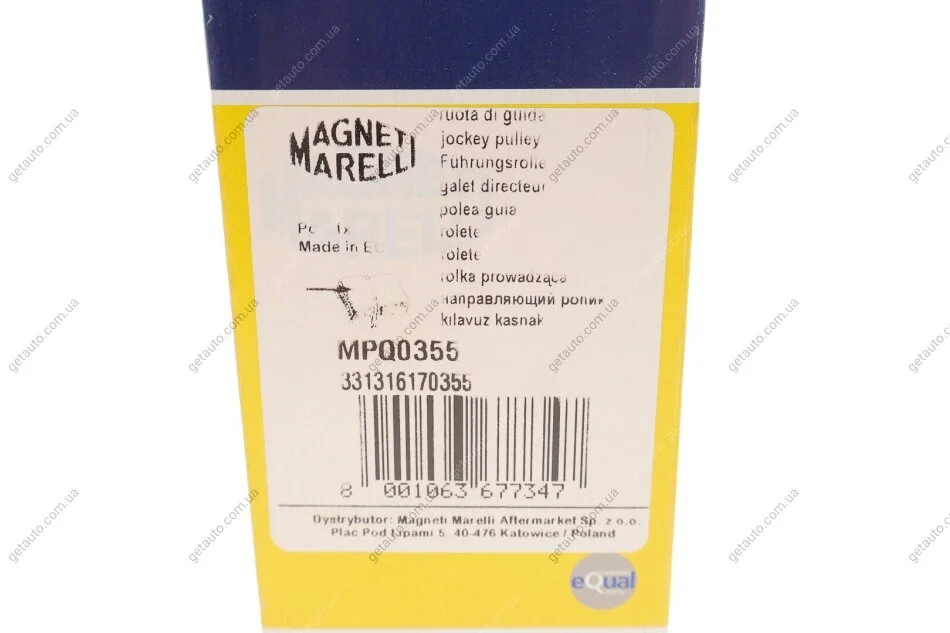 MAGNETI
MARELLI
ruota di guida
jockey pulley
Führungsrolle
galet directeur
polea guia
rolete
rolete
rolka prowadząca
направляющий ролик
kılavuz kasnak
Made in EU
MPQ0355
331316170355
8 001063 677347
Dystrybutor: Magneti Marelli Aftermarket Sp. z o.o.
Plac Pod Lipami 5, 40-476 Katowice / Poland
eQual
getauto.com.ua